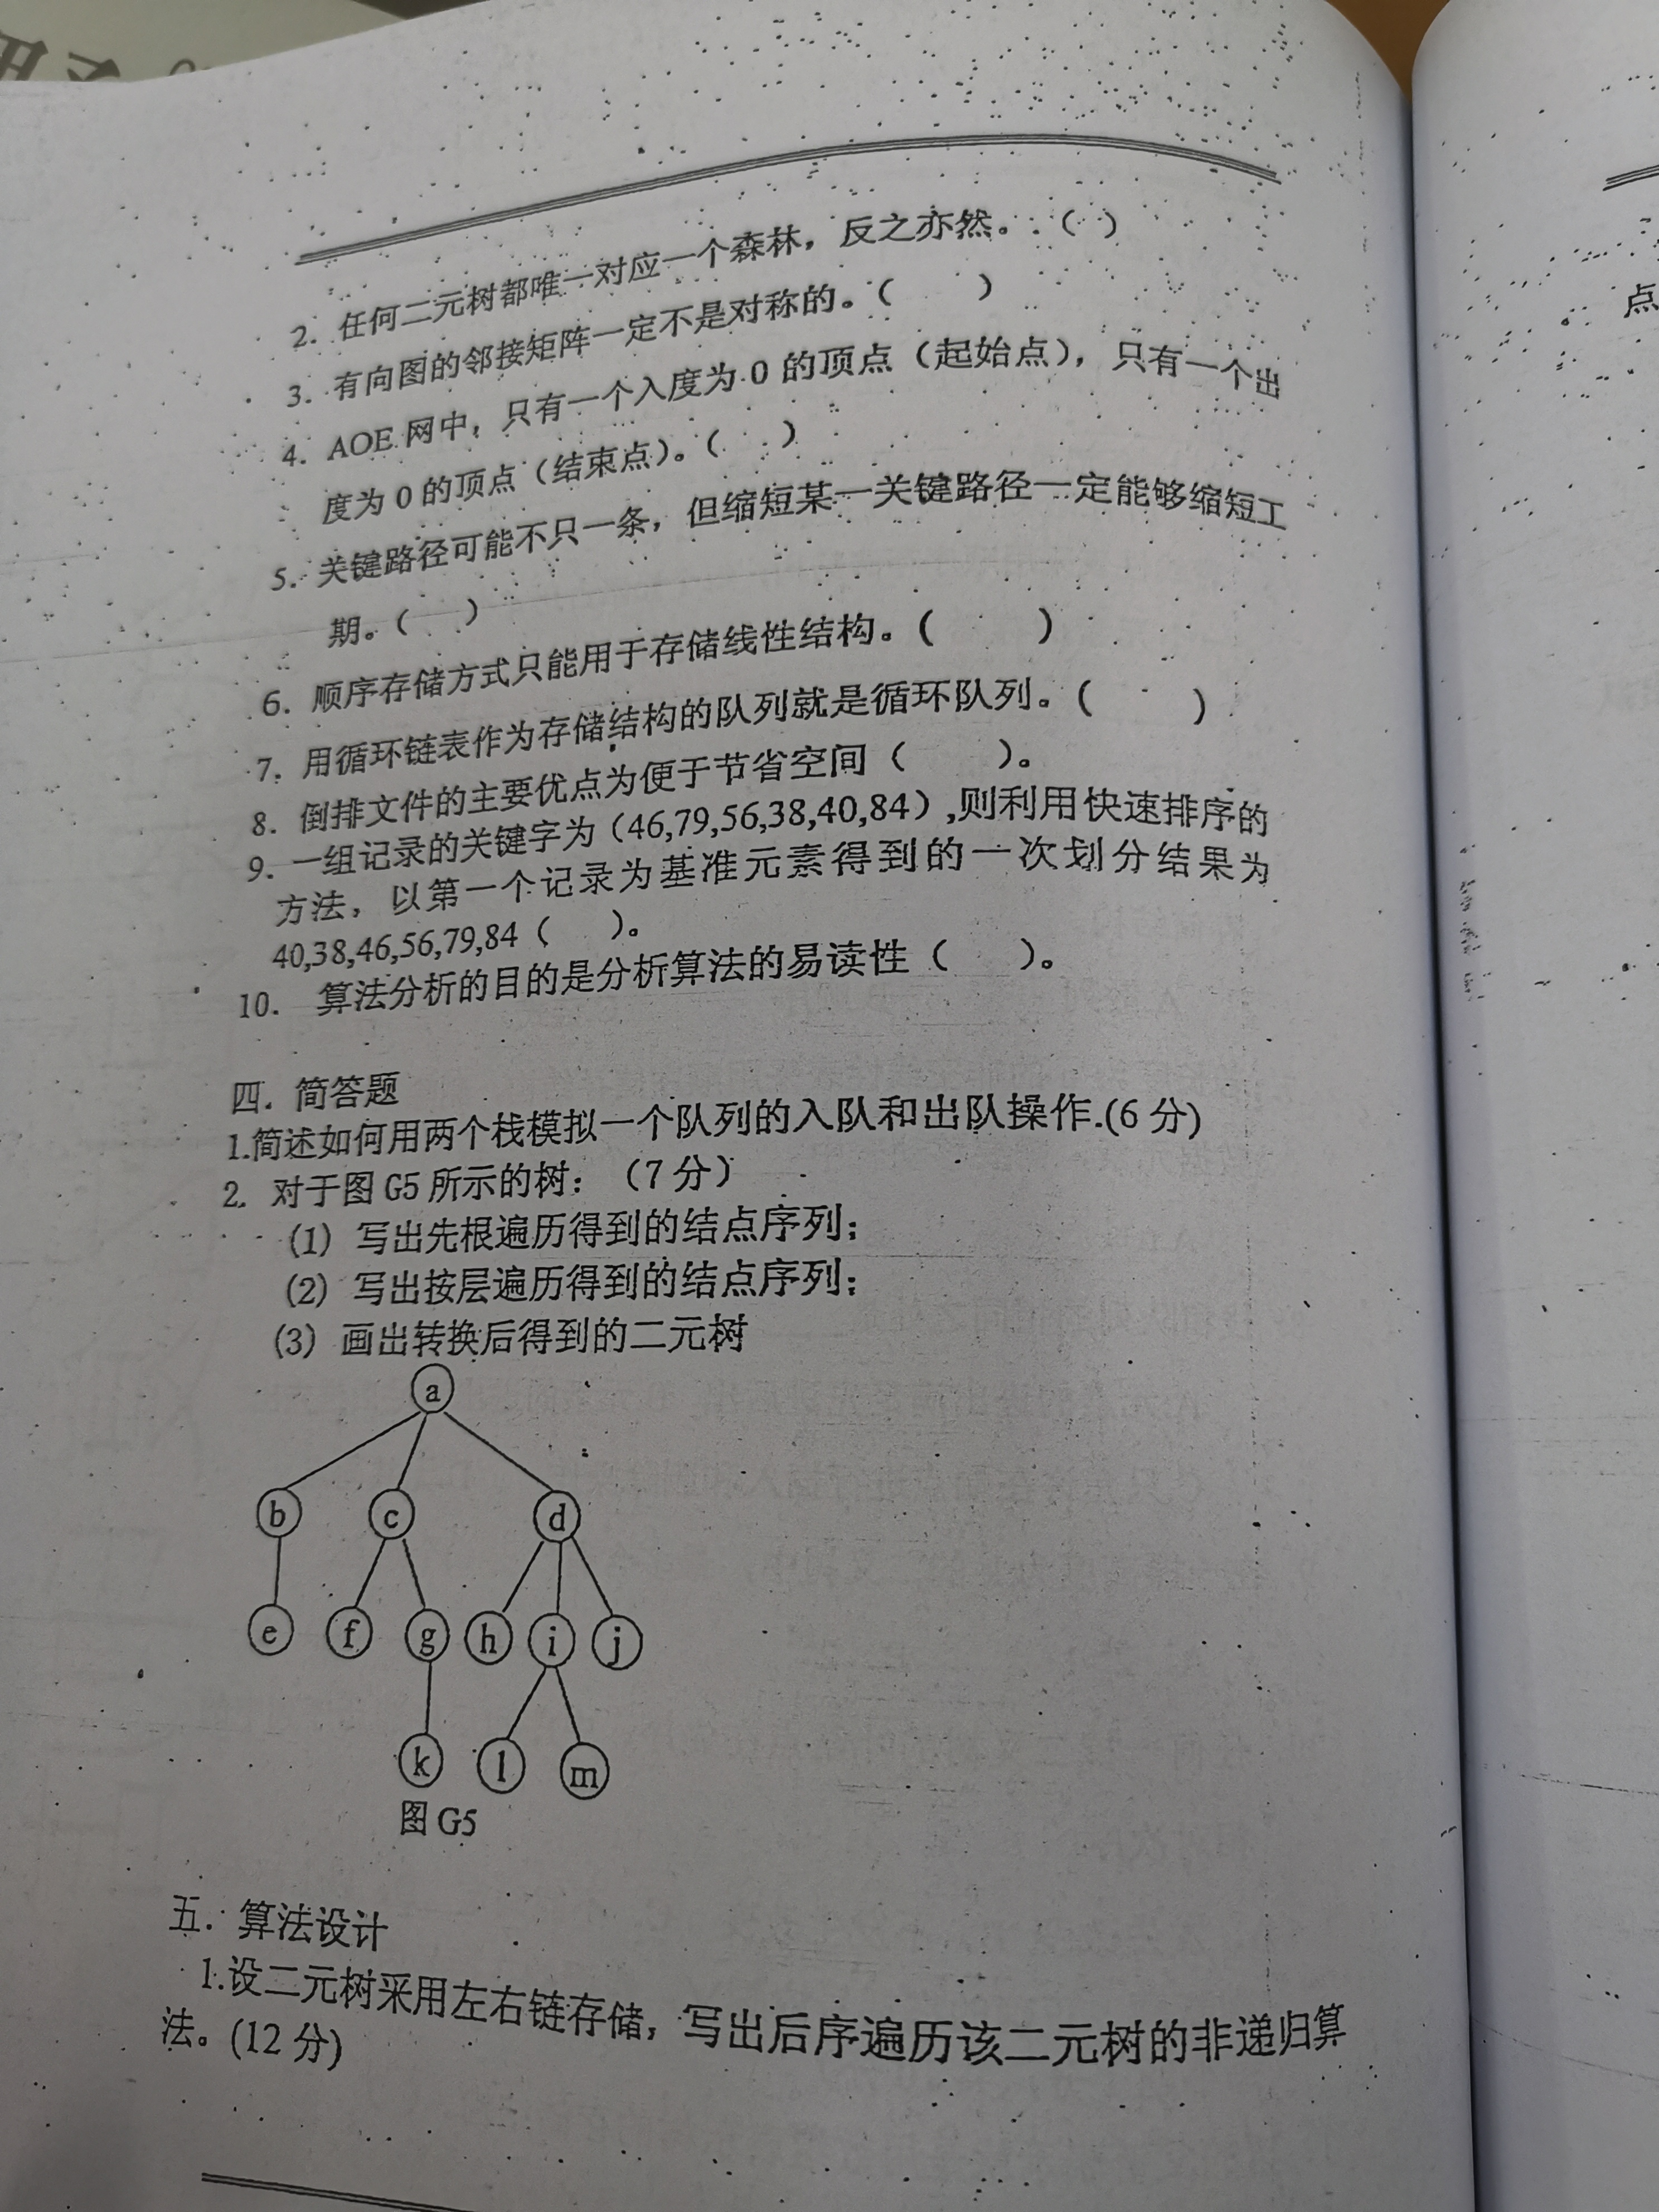 2. 任何二元树都唯一对应一个森林，反之亦然。（ ）
3. 有向图的邻接矩阵一定不是对称的。（ ）
4. AOE 网中，只有一个入度为 0 的顶点（起始点），只有一个出
度为 0 的顶点（结束点）。（ ）
5. 关键路径可能不只一条，但缩短某一关键路径一定能够缩短工
期。（ ）
6. 顺序存储方式只能用于存储线性结构。（ ）
7. 用循环链表作为存储结构的队列就是循环队列。（ ）
8. 倒排文件的主要优点为便于节省空间（ ）。
9. 一组记录的关键字为（46,79,56,38,40,84）,则利用快速排序的
方法，以第一个记录为基准元素得到的一次划分结果为
40,38,46,56,79,84（ ）。
10. 算法分析的目的是分析算法的易读性（ ）。
四. 简答题
1.简述如何用两个栈模拟一个队列的入队和出队操作.(6 分)
2. 对于图 G5 所示的树：（7 分）
(1) 写出先根遍历得到的结点序列；
(2) 写出按层遍历得到的结点序列；
(3) 画出转换后得到的二元树
a
b c d
e f g h i j
k l m
图 G5
五. 算法设计
1.设二元树采用左右链存储，写出后序遍历该二元树的非递归算
法。(12 分)
点